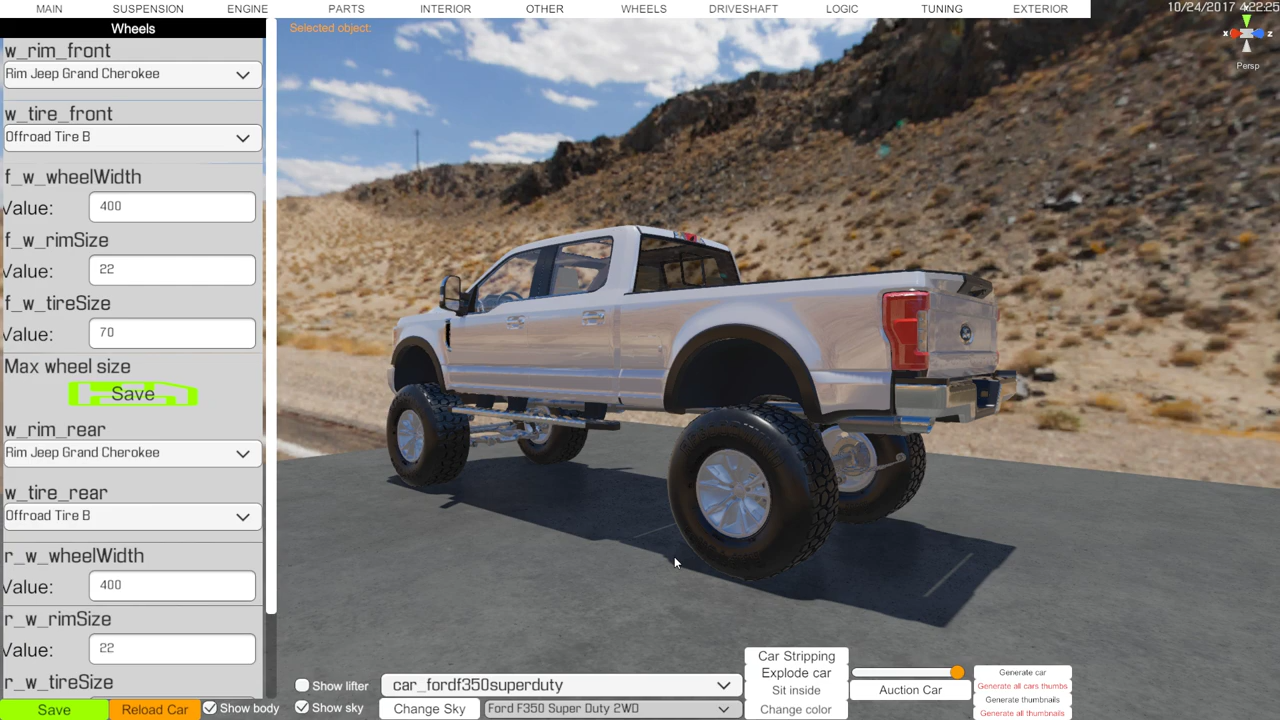 MAIN SUSPENSION ENGINE PARTS INTERIOR OTHER WHEELS DRIVESHAFT LOGIC TUNING EXTERIOR
10/24/2017 4:22:25
Wheels
Selected object:
x z
Persp
w_rim_front
Rim Jeep Grand Cherokee
w_tire_front
Offroad Tire B
f_w_wheelWidth
Value: 400
f_w_rimSize
Value: 22
f_w_tireSize
Value: 70
Max wheel size
Save
w_rim_rear
Rim Jeep Grand Cherokee
w_tire_rear
Offroad Tire B
r_w_wheelWidth
Value: 400
r_w_rimSize
Value: 22
r_w_tireSize
Save Reload Car Show body Show sky
Show lifter car_fordf350superduty
Change Sky Ford F350 Super Duty 2WD
Car Stripping
Explode car
Sit inside
Change color
Auction Car
Generate car
Generate all cars thumbs
Generate thumbnails
Generate all thumbnails